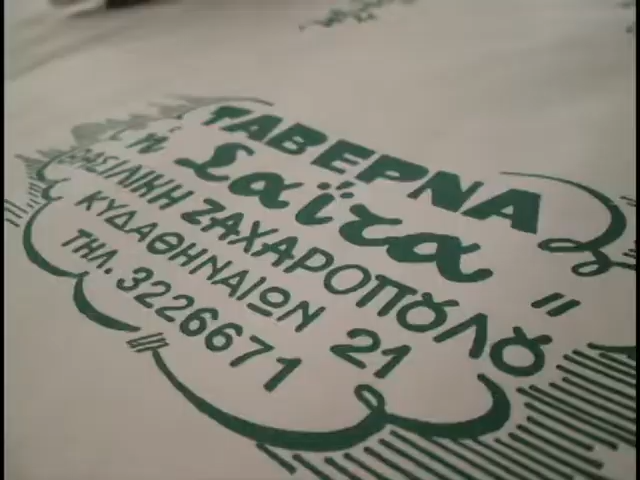 ΤΑΒΕΡΝΑ
"ἡ Σαΐτα"
ΒΑΣΙΛΙΚΗ ΖΑΧΑΡΟΠΟΥΛΟΥ
ΚΥΔΑΘΗΝΑΙΩΝ 21
ΤΗΛ. 3226671